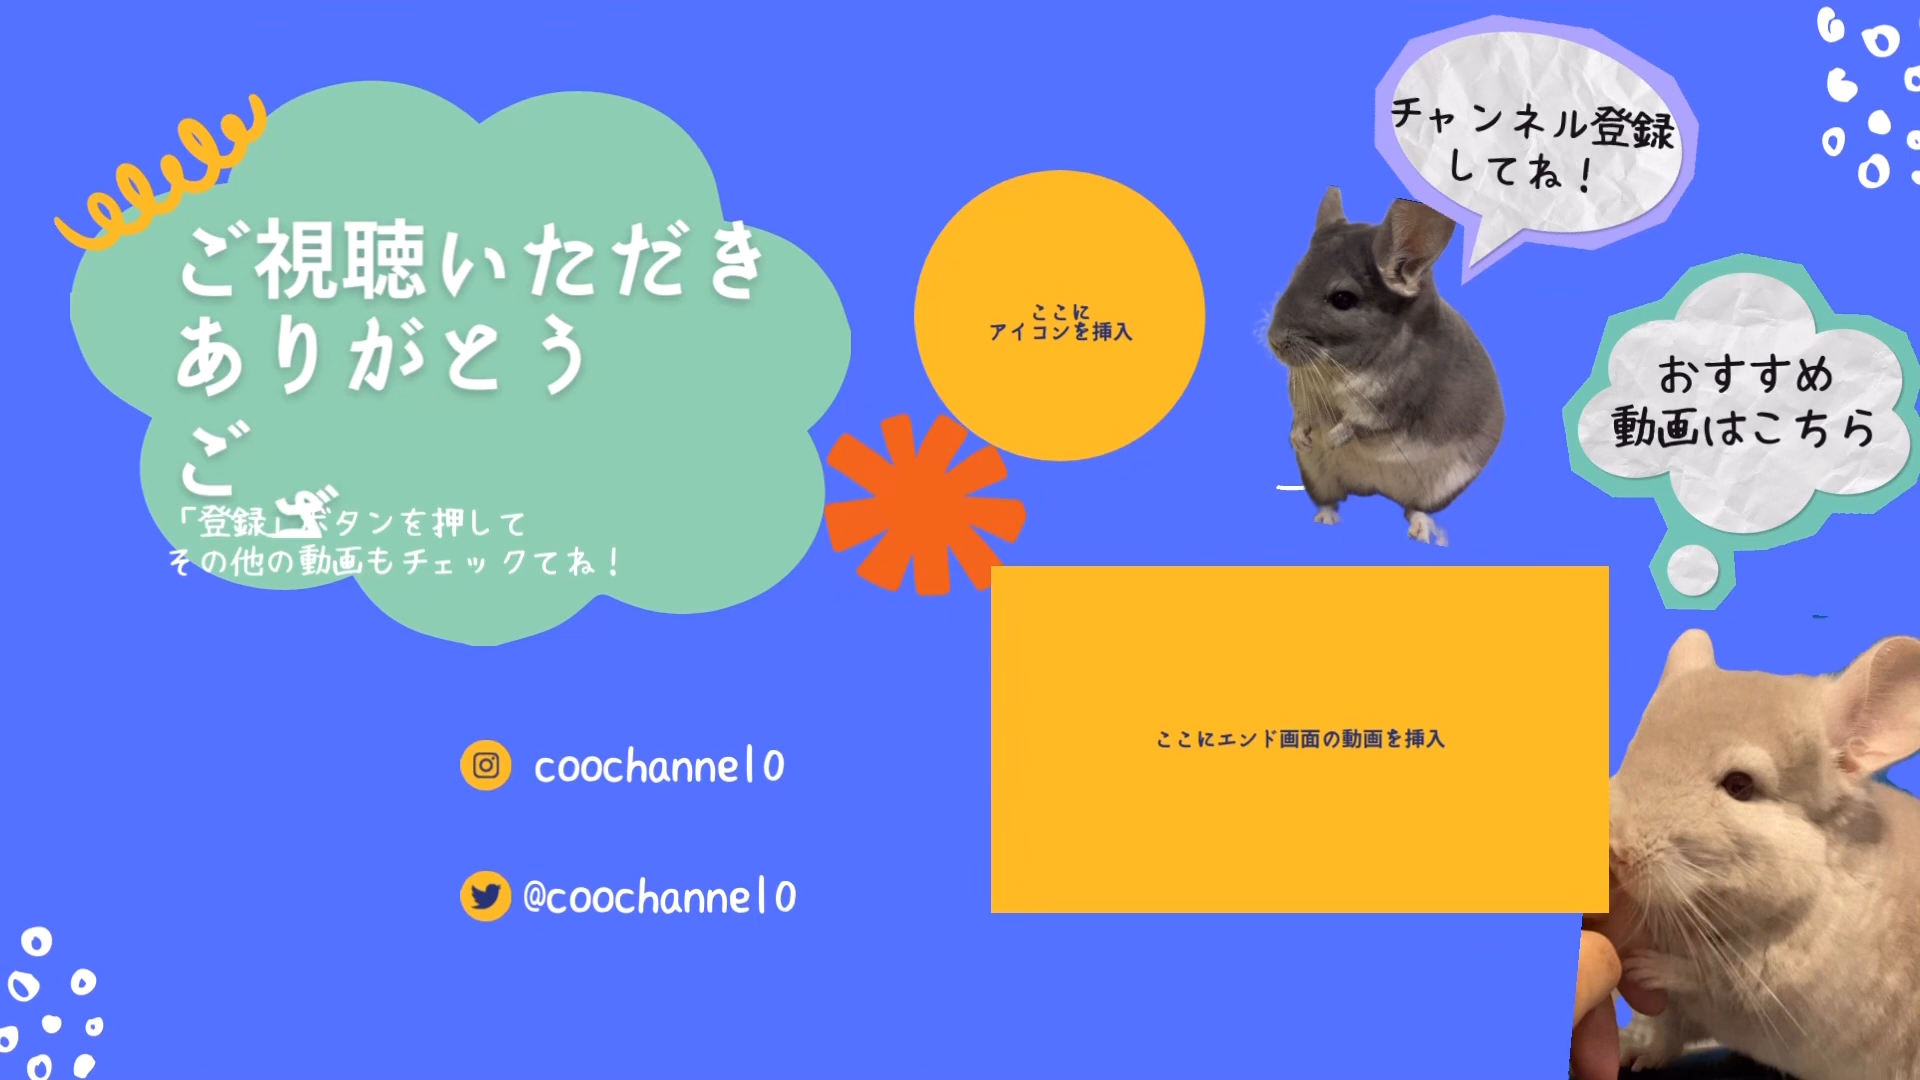 ご視聴いただき
ありがとう
ご
ざ
「登録」ボタンを押して
その他の動画もチェックてね！
ここに
アイコンを挿入
チャンネル登録
してね！
おすすめ
動画はこちら
ここにエンド画面の動画を挿入
coochannel0
@coochannel0